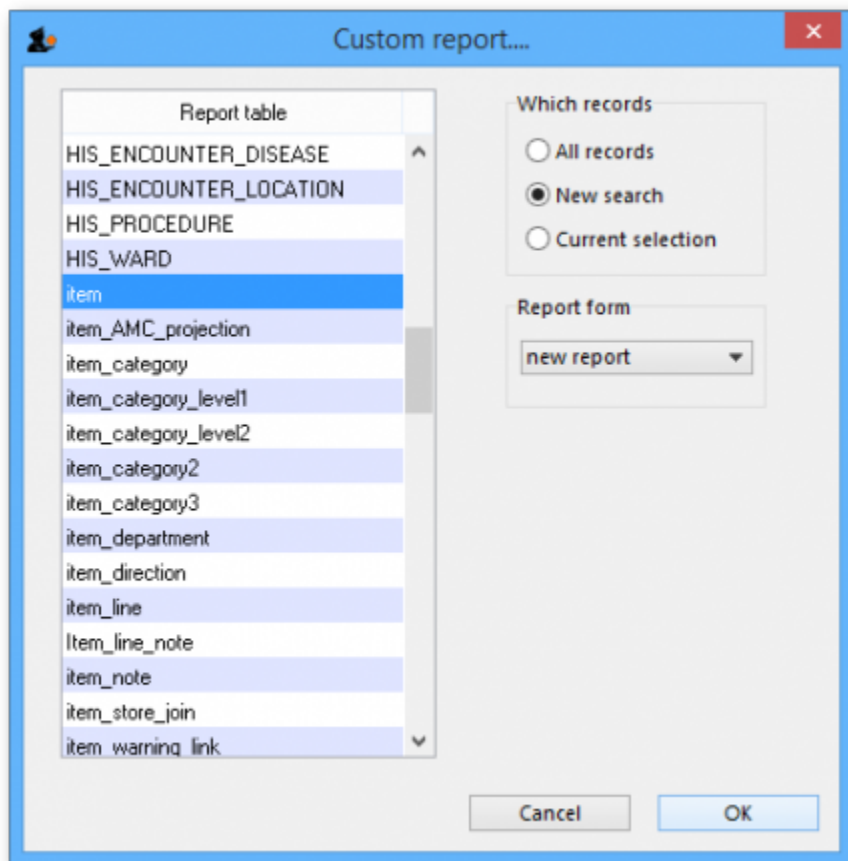 Custom report....
Report table
HIS_ENCOUNTER_DISEASE
HIS_ENCOUNTER_LOCATION
HIS_PROCEDURE
HIS_WARD
item
item_AMC_projection
item_category
item_category_level1
item_category_level2
item_category2
item_category3
item_department
item_direction
item_line
Item_line_note
item_note
item_store_join
item_warning_link
Which records
All records
New search
Current selection
Report form
new report
Cancel
OK